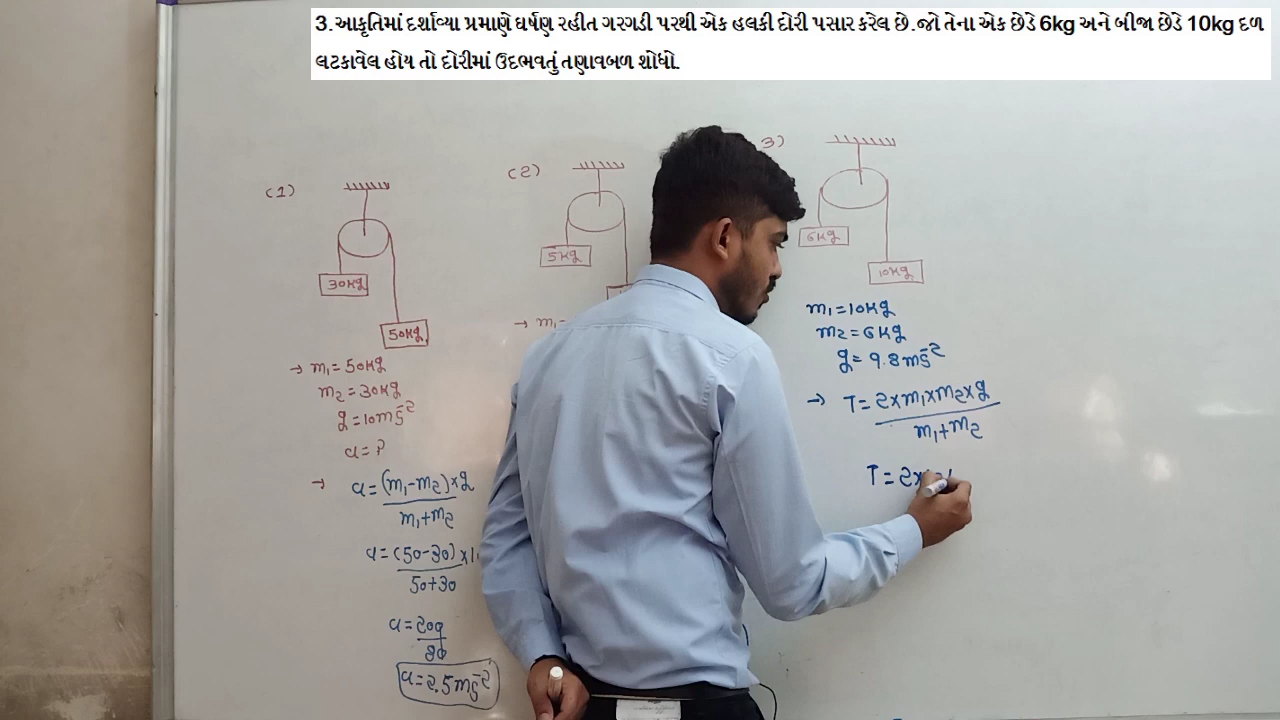 3.આકૃતિમાં દર્શાવ્યા પ્રમાણે ઘર્ષણ રહીત ગરગડી પરથી એક હલકી દોરી પસાર કરેલ છે.જો તેના એક છેડે 6kg અને બીજા છેડે 10kg દળ
લટકાવેલ હોય તો દોરીમાં ઉદભવતું તણાવબળ શોધો.
(1)
30kg
50kg
→ m₁=50kg
m₂=30kg
g=10ms⁻²
a=?
→ a=(m₁-m₂)×g
m₁+m₂
a=(50-30)×1
50+30
a=200
80
a=2.5ms⁻²
(2)
5kg
→ m₁=
3)
6kg
10kg
m₁=10kg
m₂=6kg
g=9.8ms⁻²
→ T=2×m₁×m₂×g
m₁+m₂
T=2×